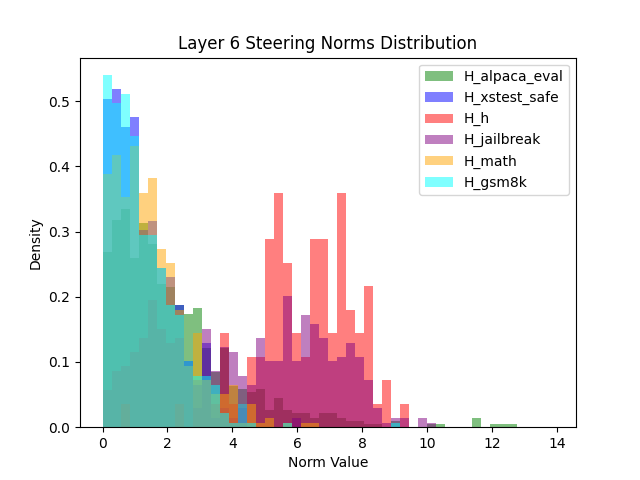 Layer 6 Steering Norms Distribution
H_alpaca_eval
H_xstest_safe
H_h
H_jailbreak
H_math
H_gsm8k
Density
0.5
0.4
0.3
0.2
0.1
0.0
0 2 4 6 8 10 12 14
Norm Value